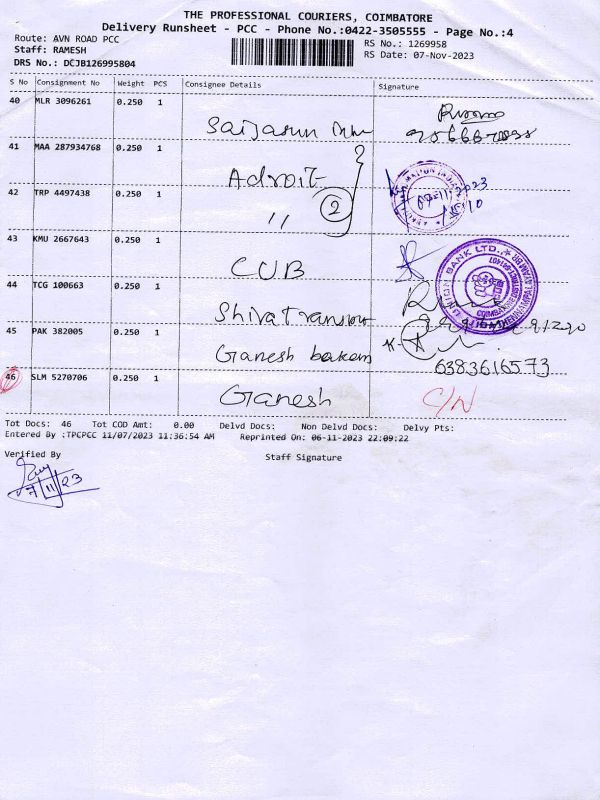 THE PROFESSIONAL COURIERS, COIMBATORE
Delivery Runsheet - PCC - Phone No.:0422-3505555 - Page No.:4
Route: AVN ROAD PCC
RS No.: 1269958
Staff: RAMESH
RS Date: 07-Nov-2023
DRS No.: DCJB126995804
S No Consignment No Weight PCS Consignee Details Signature
40 MLR 3096261 0.250 1
41 MAA 287934768 0.250 1
Adroit
42 TRP 4497438 0.250 1
" 2
43 KMU 2667643 0.250 1
CUB
44 TCG 100663 0.250 1
45 PAK 382005 0.250 1
Ganesh
6383616573
46 SLM 5270706 0.250 1
Ganesh C/N
Tot Docs: 46 Tot COD Amt: 0.00 Delvd Docs: Non Delvd Docs: Delvy Pts:
Entered By :TPCPCC 11/07/2023 11:36:54 AM Reprinted On: 06-11-2023 22:09:22
Verified By Staff Signature
7/11/23